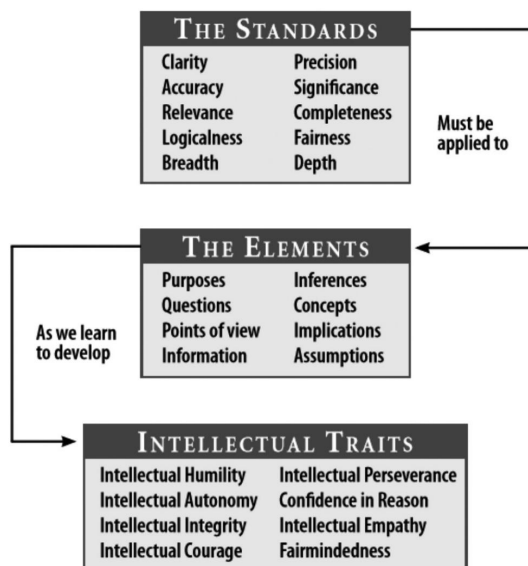 THE STANDARDS
Clarity Precision
Accuracy Significance
Relevance Completeness
Logicalness Fairness
Breadth Depth
Must be
applied to
THE ELEMENTS
Purposes Inferences
Questions Concepts
Points of view Implications
Information Assumptions
As we learn
to develop
INTELLECTUAL TRAITS
Intellectual Humility Intellectual Perseverance
Intellectual Autonomy Confidence in Reason
Intellectual Integrity Intellectual Empathy
Intellectual Courage Fairmindedness